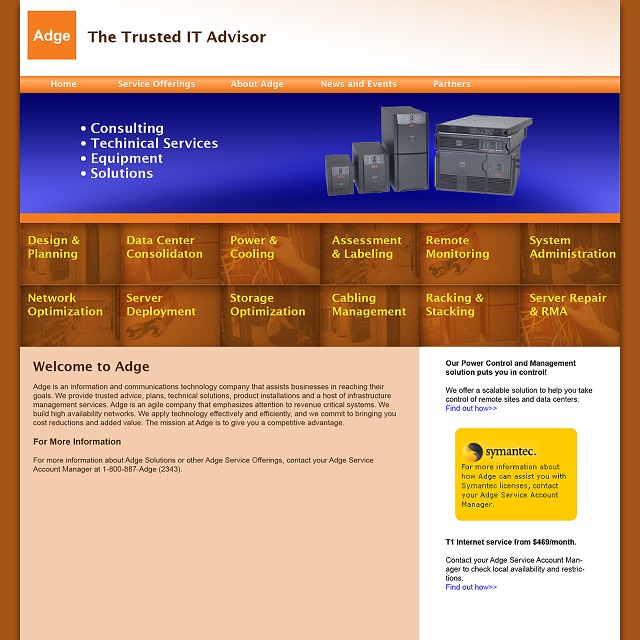 Adge
The Trusted IT Advisor
Home Service Offerings About Adge News and Events Partners
• Consulting
• Techinical Services
• Equipment
• Solutions
Design &
Planning
Data Center
Consolidaton
Power &
Cooling
Assessment
& Labeling
Remote
Monitoring
System
Administration
Network
Optimization
Server
Deployment
Storage
Optimization
Cabling
Management
Racking &
Stacking
Server Repair
& RMA
Welcome to Adge
Adge is an information and communications technology company that assists businesses in reaching their
goals. We provide trusted advice, plans, technical solutions, product installations and a host of infrastructure
management services. Adge is an agile company that emphasizes attention to revenue critical systems. We
build high availability networks. We apply technology effectively and efficiently, and we commit to bringing you
cost reductions and added value. The mission at Adge is to give you a competitive advantage.
For More Information
For more information about Adge Solutions or other Adge Service Offerings, contact your Adge Service
Account Manager at 1-800-887-Adge (2343).
Our Power Control and Management
solution puts you in control!
We offer a scalable solution to help you take
control of remote sites and data centers.
Find out how>>
symantec.
For more information about
how Adge can assist you with
Symantec licenses, contact
your Adge Service Account
Manager.
T1 Internet service from $469/month.
Contact your Adge Service Account Man-
ager to check local availability and restric-
tions.
Find out how>>